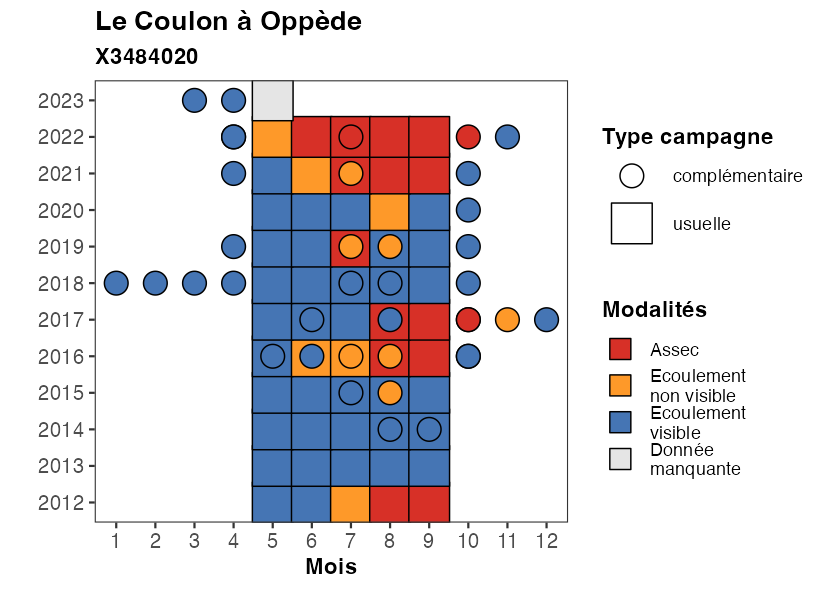 Le Coulon à Oppède
X3484020
2023
2022
2021
2020
2019
2018
2017
2016
2015
2014
2013
2012
1 2 3 4 5 6 7 8 9 10 11 12
Mois
Type campagne
complémentaire
usuelle
Modalités
Assec
Ecoulement
non visible
Ecoulement
visible
Donnée
manquante